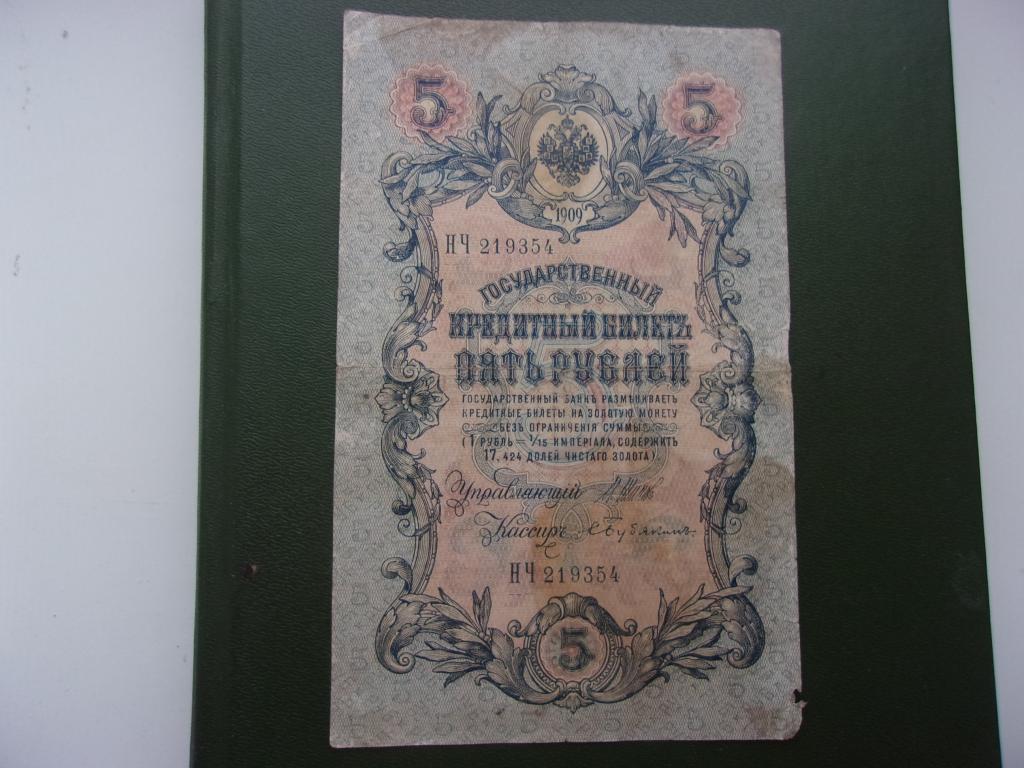 5 5
1909
НЧ 219354
ГОСУДАРСТВЕННЫЙ
КРЕДИТНЫЙ БИЛЕТЪ
ПЯТЬ РУБЛЕЙ
ГОСУДАРСТВЕННЫЙ БАНКЪ РАЗМѢНИВАЕТЪ
КРЕДИТНЫЕ БИЛЕТЫ НА ЗОЛОТУЮ МОНЕТУ
БЕЗЪ ОГРАНИЧЕНІЯ СУММЫ
(1 РУБЛЬ = 1/15 ИМПЕРІАЛА, СОДЕРЖИТЪ
17,424 ДОЛЕЙ ЧИСТАГО ЗОЛОТА).
Управляющій
Кассиръ
НЧ 219354
5